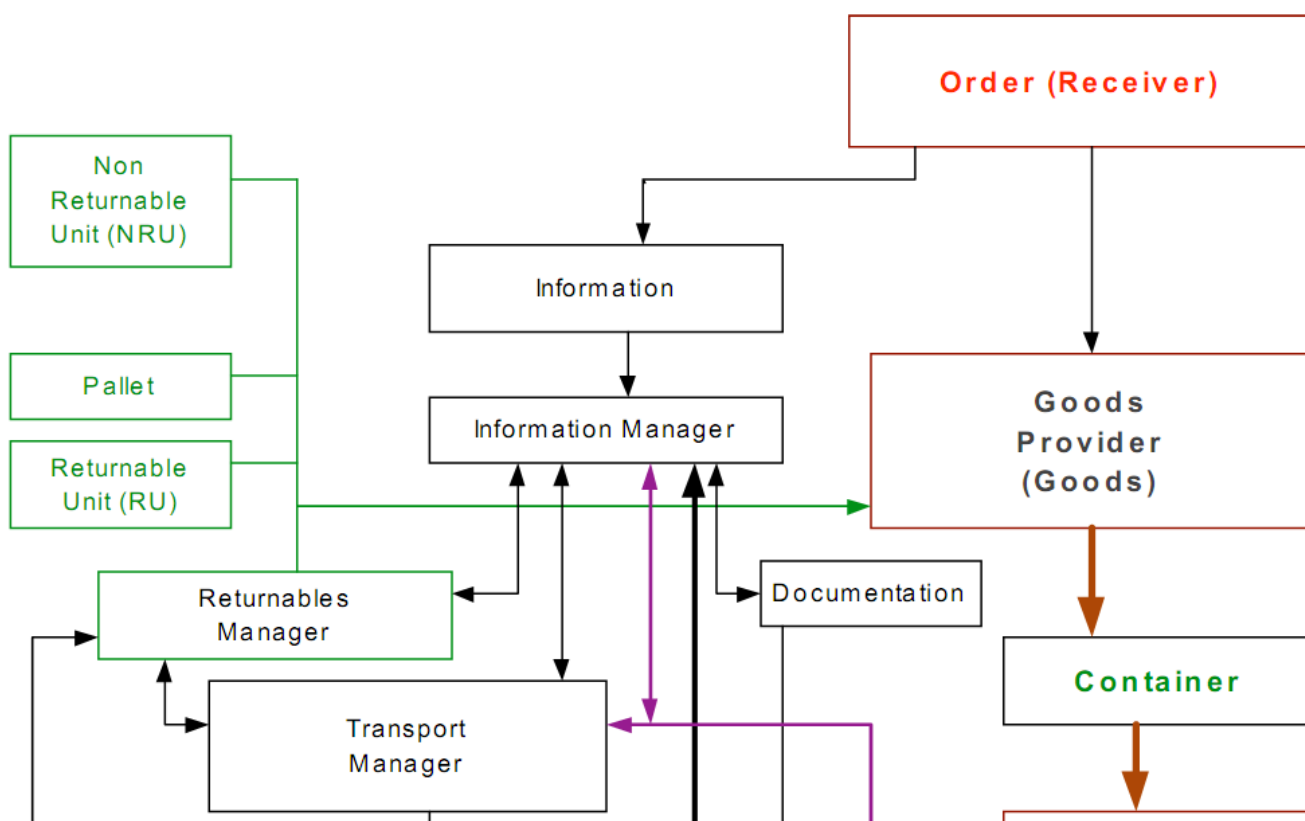 Order (Receiver)
Non
Returnable
Unit (NRU)
Information
Pallet
Information Manager
Goods
Provider
(Goods)
Returnable
Unit (RU)
Returnables
Manager
Documentation
Container
Transport
Manager